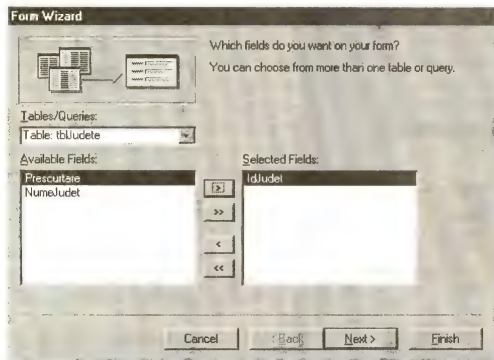 Form Wizard
Which fields do you want on your form?
You can choose from more than one table or query.
Tables/Queries:
Table: tblJudete
Available Fields:
Selected Fields:
Prescurtare
NumeJudet
IdJudet
>
>>
<
<<
Cancel
< Back
Next >
Finish